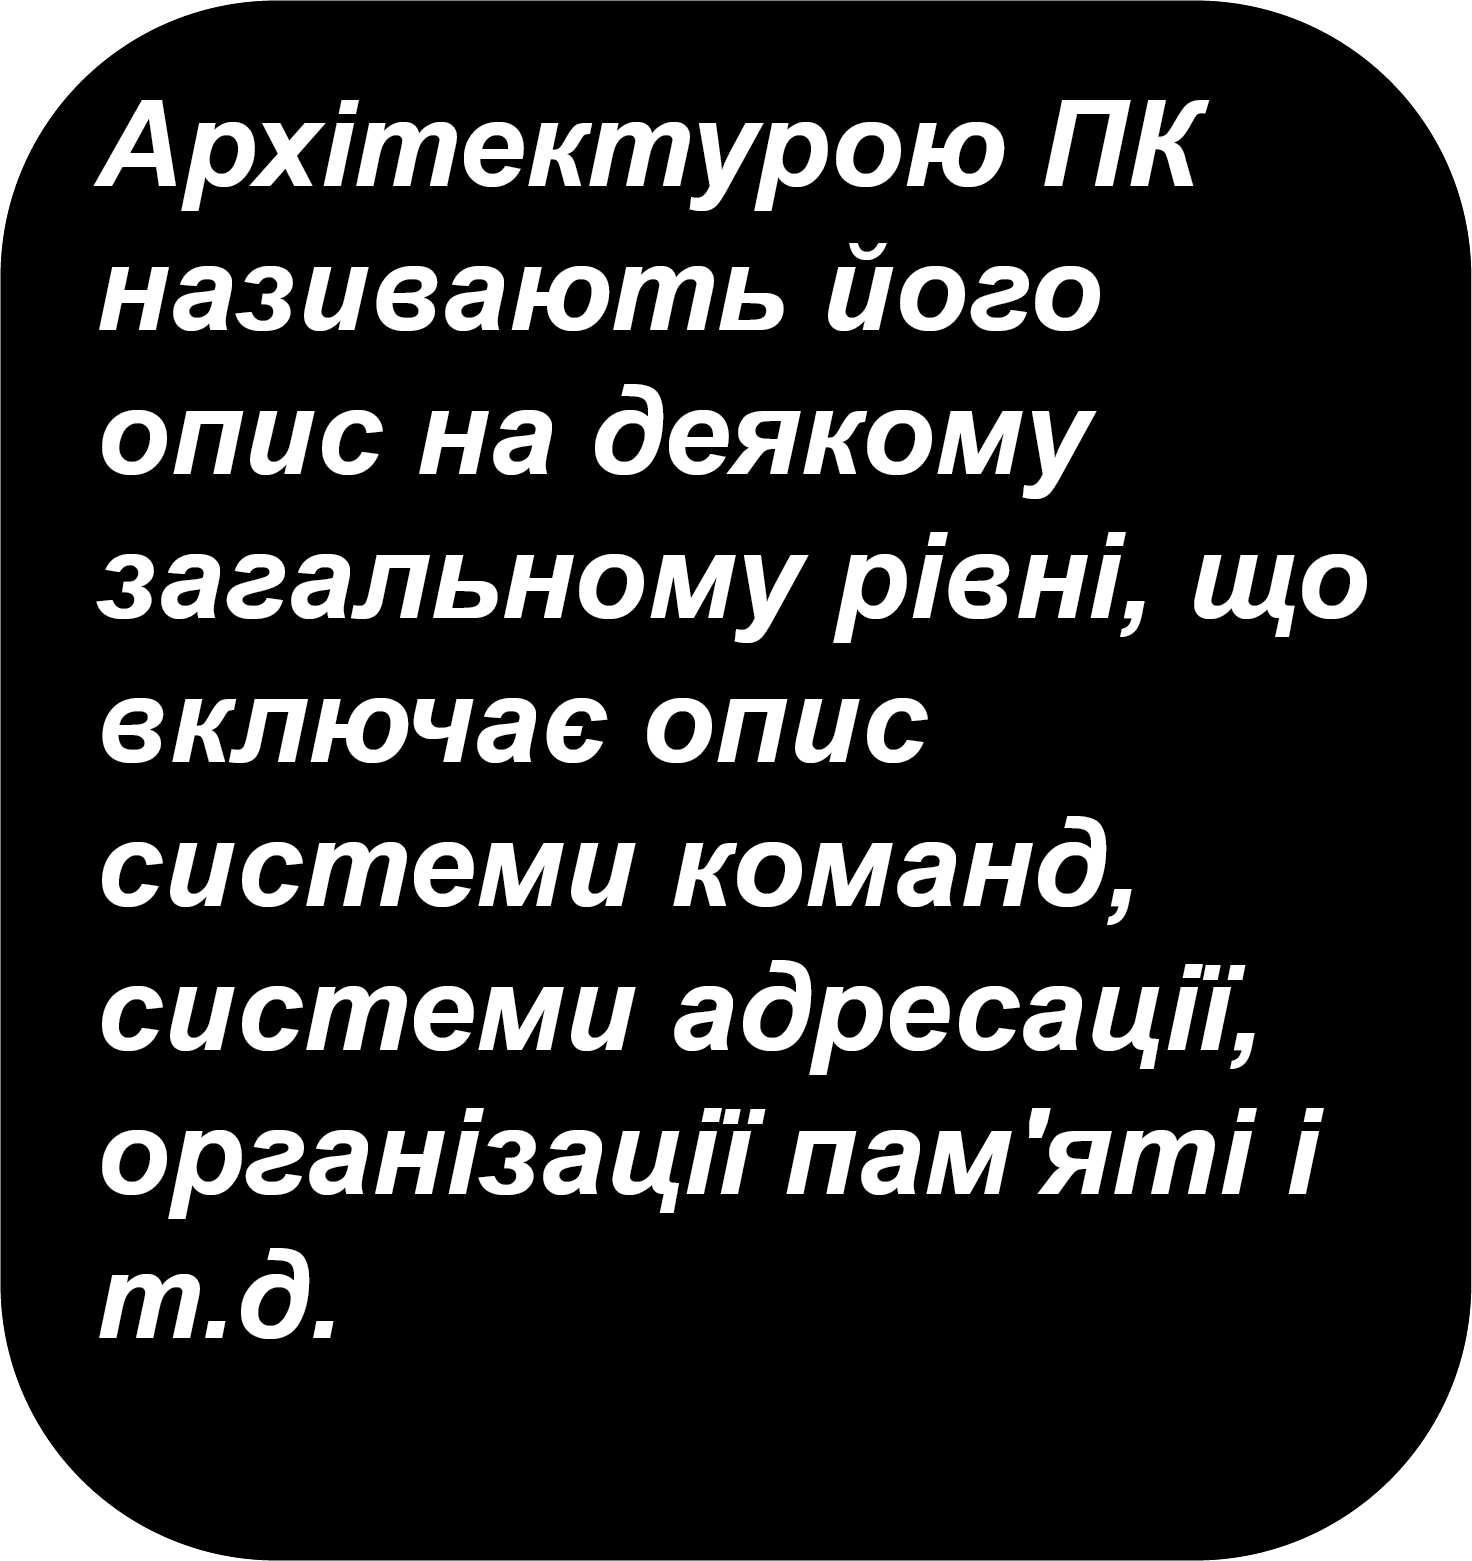 Архітектурою ПК
називають його
опис на деякому
загальному рівні, що
включає опис
системи команд,
системи адресації,
організації пам'яті і
т.д.